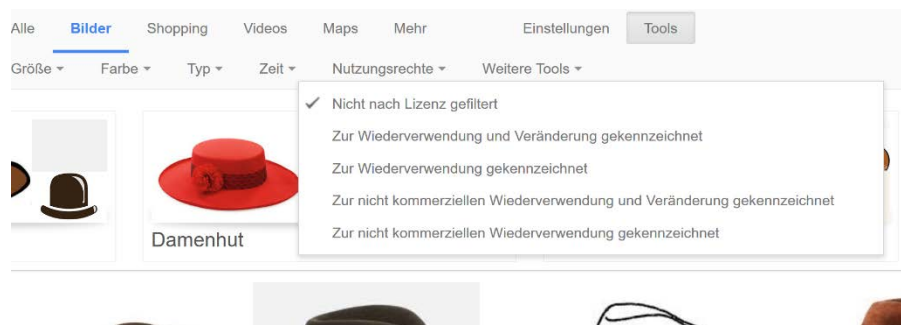 Alle Bilder Shopping Videos Maps Mehr Einstellungen Tools
Größe Farbe Typ Zeit Nutzungsrechte Weitere Tools
Nicht nach Lizenz gefiltert
Zur Wiederverwendung und Veränderung gekennzeichnet
Zur Wiederverwendung gekennzeichnet
Zur nicht kommerziellen Wiederverwendung und Veränderung gekennzeichnet
Zur nicht kommerziellen Wiederverwendung gekennzeichnet
Damenhut